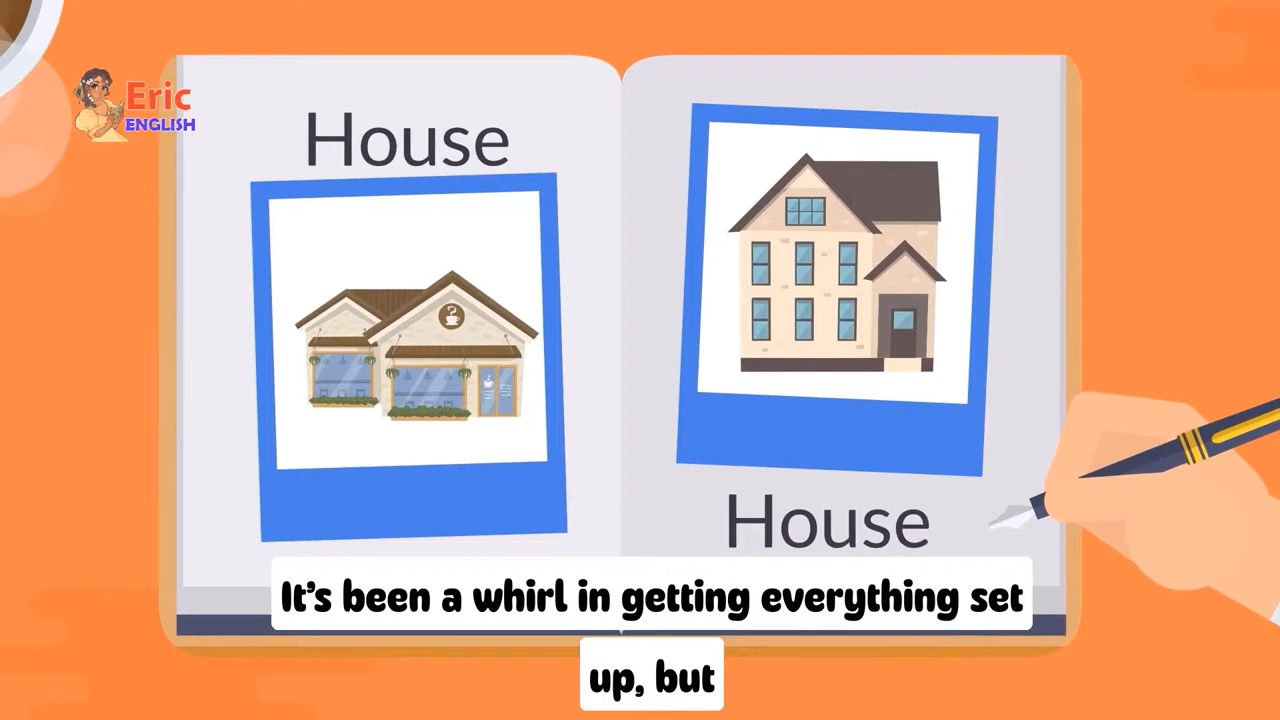 Eric
ENGLISH
House
House
It's been a whirl in getting everything set
up, but